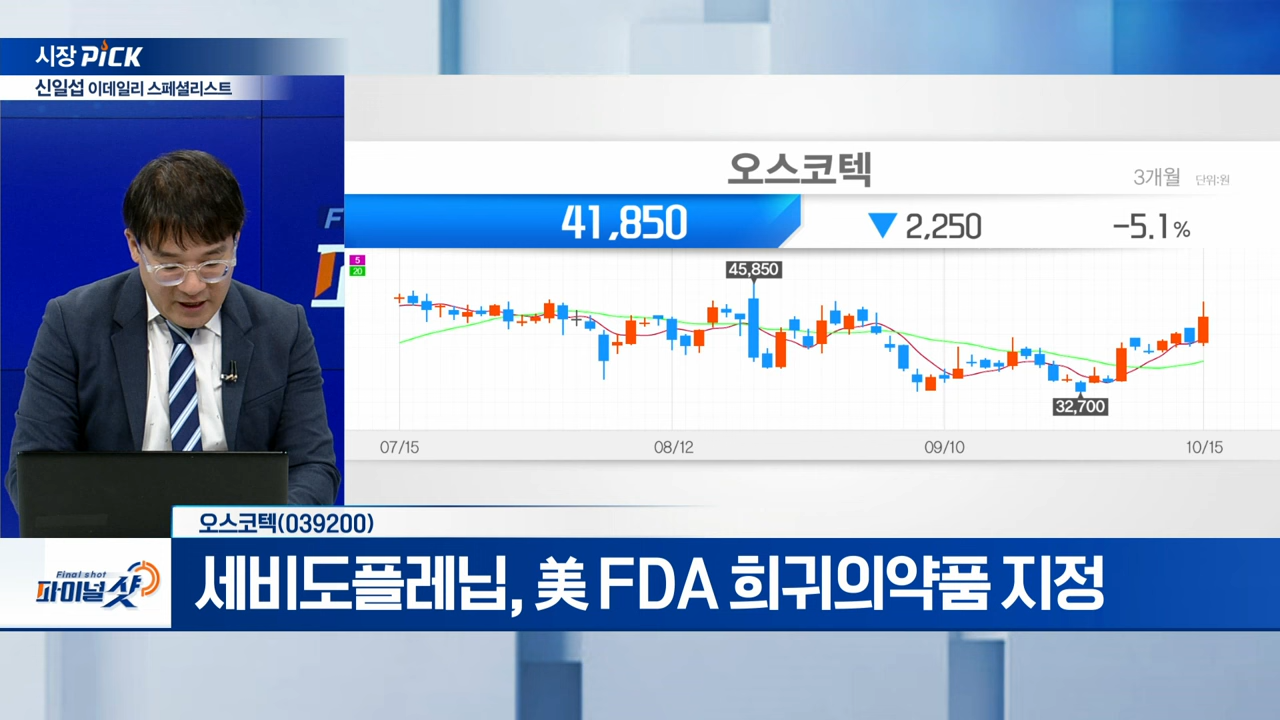 시장 PiCK
신일섭 이데일리 스페셜리스트
F
오스코텍
3개월 단위:원
41,850 ▼ 2,250 -5.1%
5
20
45,850
32,700
07/15 08/12 09/10 10/15
오스코텍(039200)
Final shot
파이널샷
세비도플레닙, 美 FDA 희귀의약품 지정